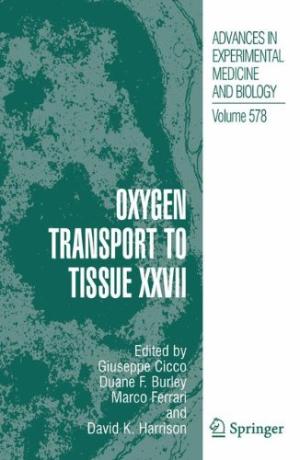 ADVANCES IN
EXPERIMENTAL
MEDICINE
AND BIOLOGY
Volume 578
OXYGEN
TRANSPORT TO
TISSUE XXVII
Edited by
Giuseppe Cicco
Duane F. Burley
Marco Ferrari
and
David K. Harrison
Springer